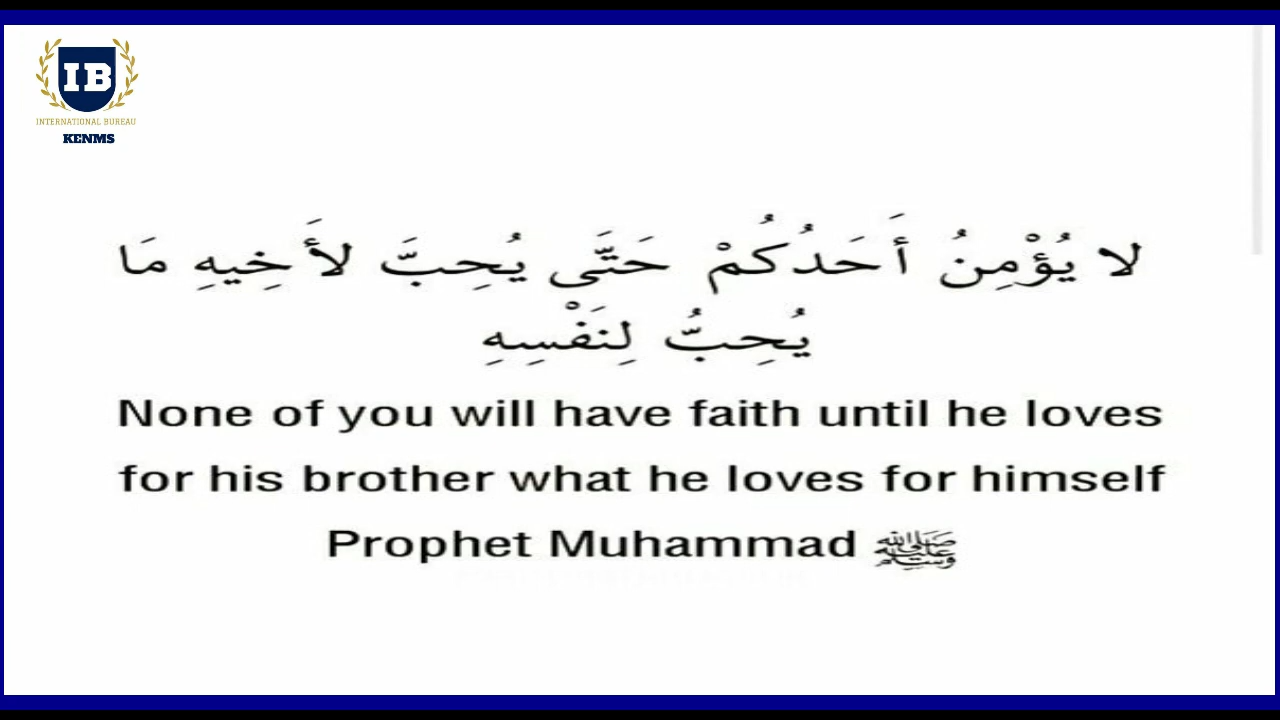 IB
INTERNATIONAL BUREAU
KENMS
لا يُؤْمِنُ أَحَدُكُمْ حَتَّى يُحِبَّ لأَخِيهِ مَا
يُحِبُّ لِنَفْسِهِ
None of you will have faith until he loves
for his brother what he loves for himself
Prophet Muhammad ﷺ